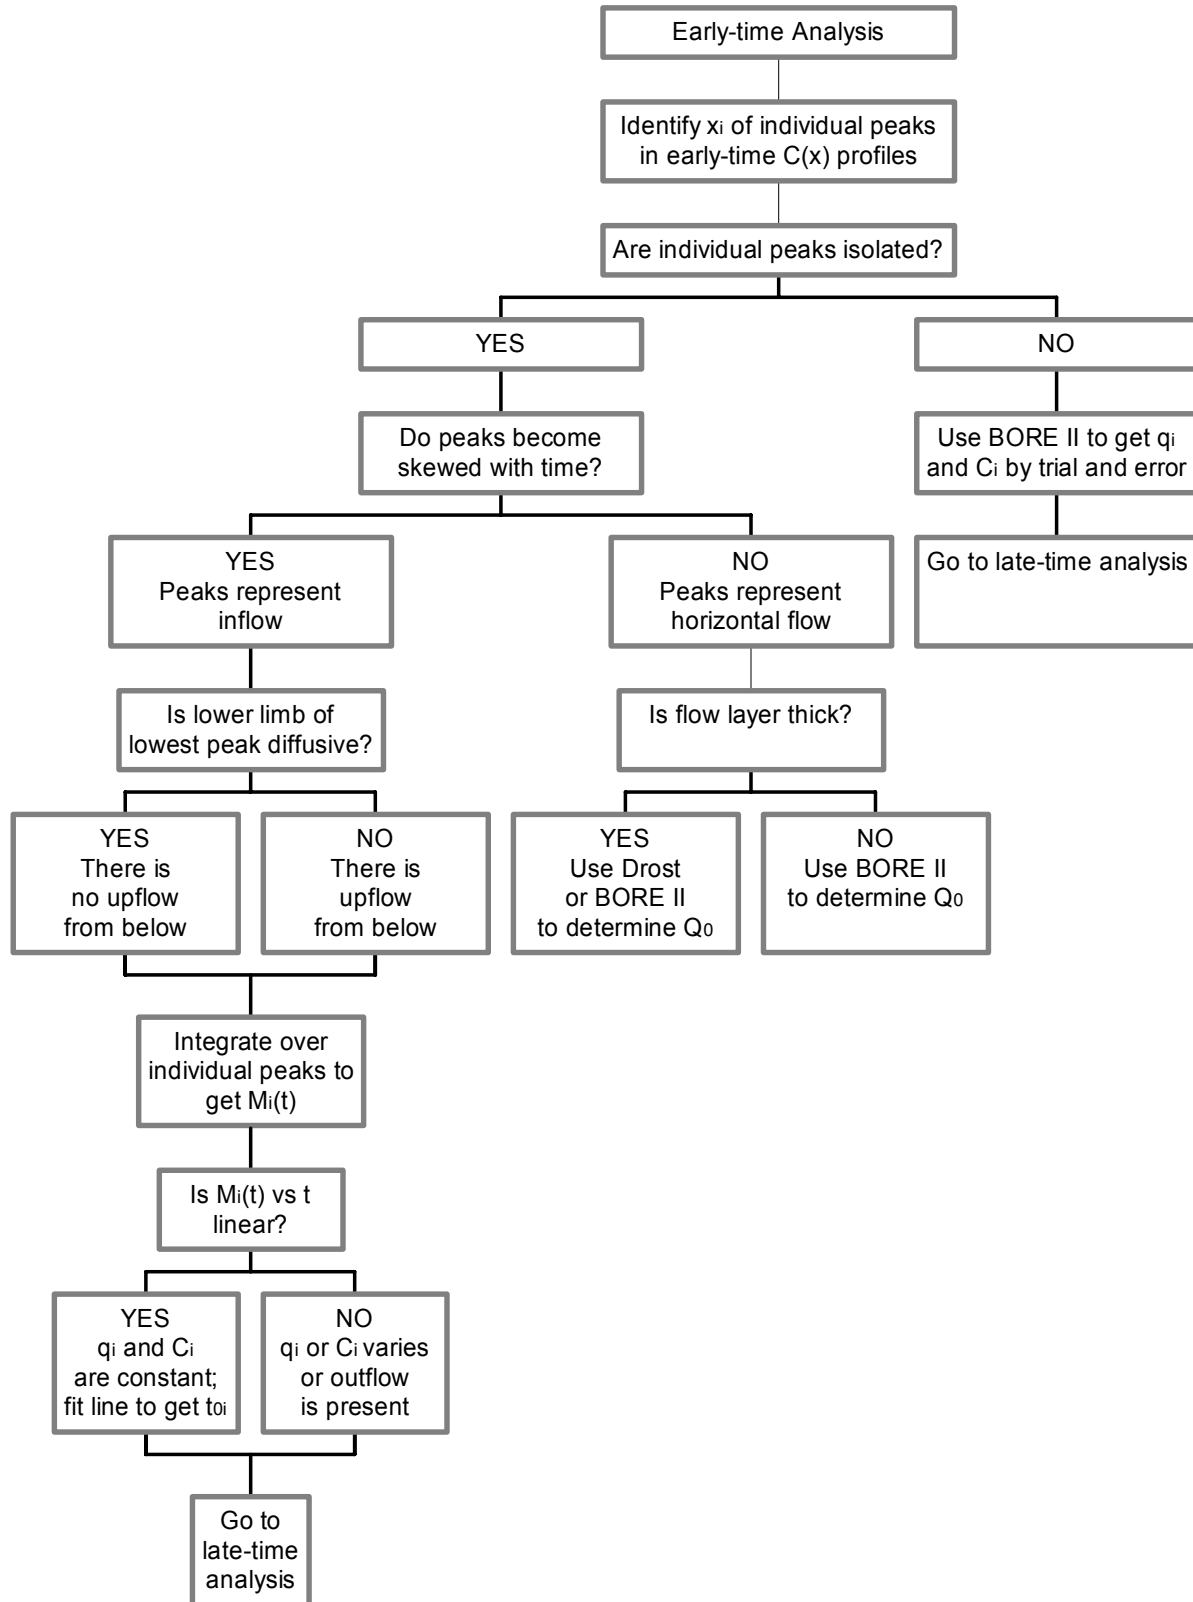 Early-time Analysis
Identify xi of individual peaks
in early-time C(x) profiles
Are individual peaks isolated?
YES
NO
Do peaks become
skewed with time?
Use BORE II to get qi
and Ci by trial and error
YES
Peaks represent
inflow
NO
Peaks represent
horizontal flow
Go to late-time analysis
Is lower limb of
lowest peak diffusive?
Is flow layer thick?
YES
There is
no upflow
from below
NO
There is
upflow
from below
YES
Use Drost
or BORE II
to determine Q0
NO
Use BORE II
to determine Q0
Integrate over
individual peaks to
get Mi(t)
Is Mi(t) vs t
linear?
YES
qi and Ci
are constant;
fit line to get t0i
NO
qi or Ci varies
or outflow
is present
Go to
late-time
analysis